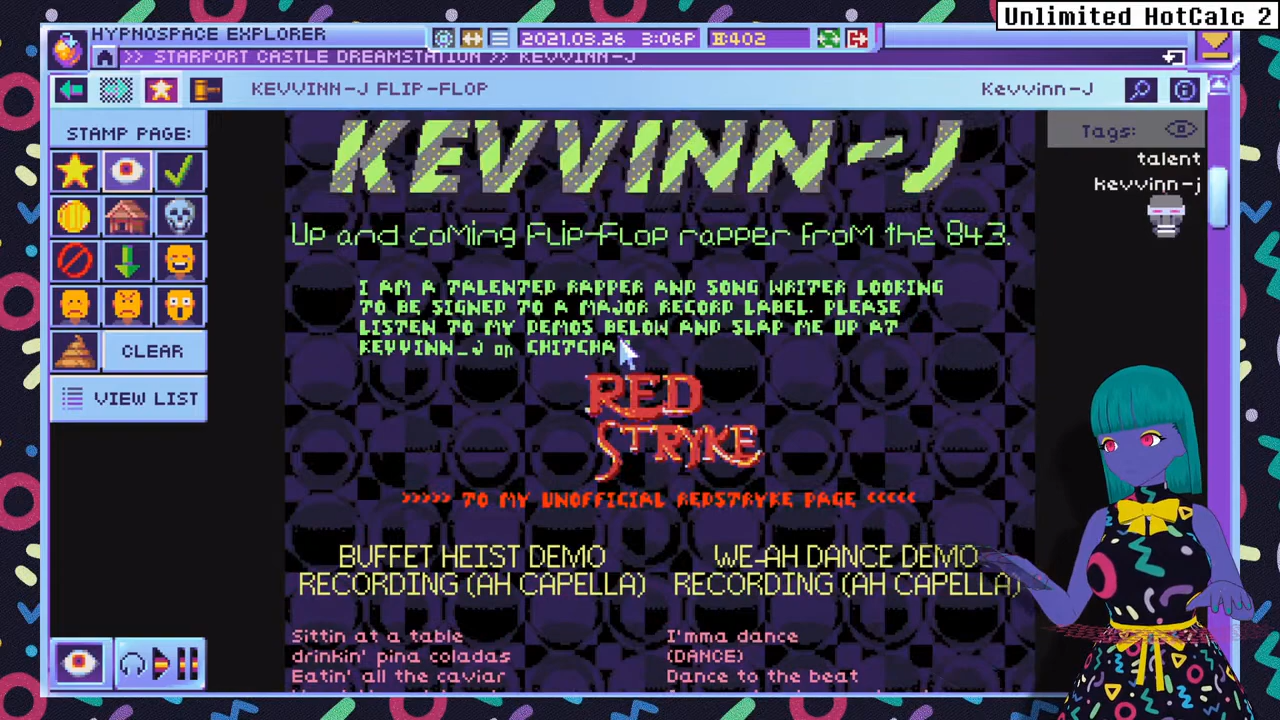 Unlimited HotCalc 2
HYPNOSPACE EXPLORER
2021.03.26 3:06P
402
>> STARPORT CASTLE DREAMSTATION >> KEVVINN-J
KEVVINN-J FLIP-FLOP
Kevvinn-J
STAMP PAGE:
CLEAR
VIEW LIST
Tags:
talent
kevvinn-j
KEVVINN-J
Up and coming Flip-Flop rapper from the 843.
I AM A TALENTED RAPPER AND SONG WRITER LOOKING
TO BE SIGNED TO A MAJOR RECORD LABEL. PLEASE
LISTEN TO MY DEMOS BELOW AND SLAP ME UP AT
KEVVINN_J on CHITCHA
RED
STRYKE
>>>>> TO MY UNOFFICIAL REDSTRYKE PAGE <<<<<
BUFFET HEIST DEMO
RECORDING (AH CAPELLA)
WE-AH DANCE DEMO
RECORDING (AH CAPELLA)
Sittin at a table
drinkin' pina coladas
Eatin' all the caviar
I'mma dance
(DANCE)
Dance to the beat